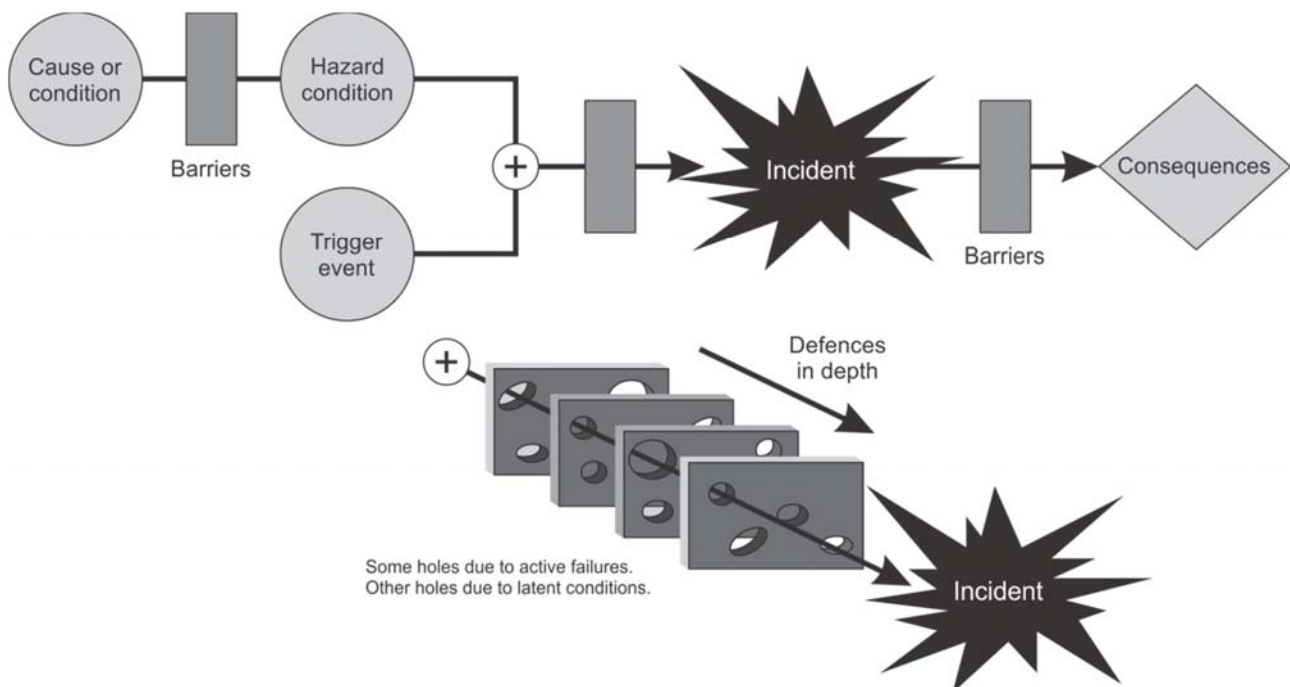 Cause or
condition
Barriers
Hazard
condition
Trigger
event
+
Incident
Barriers
Consequences
+
Defences
in depth
Some holes due to active failures.
Other holes due to latent conditions.
Incident